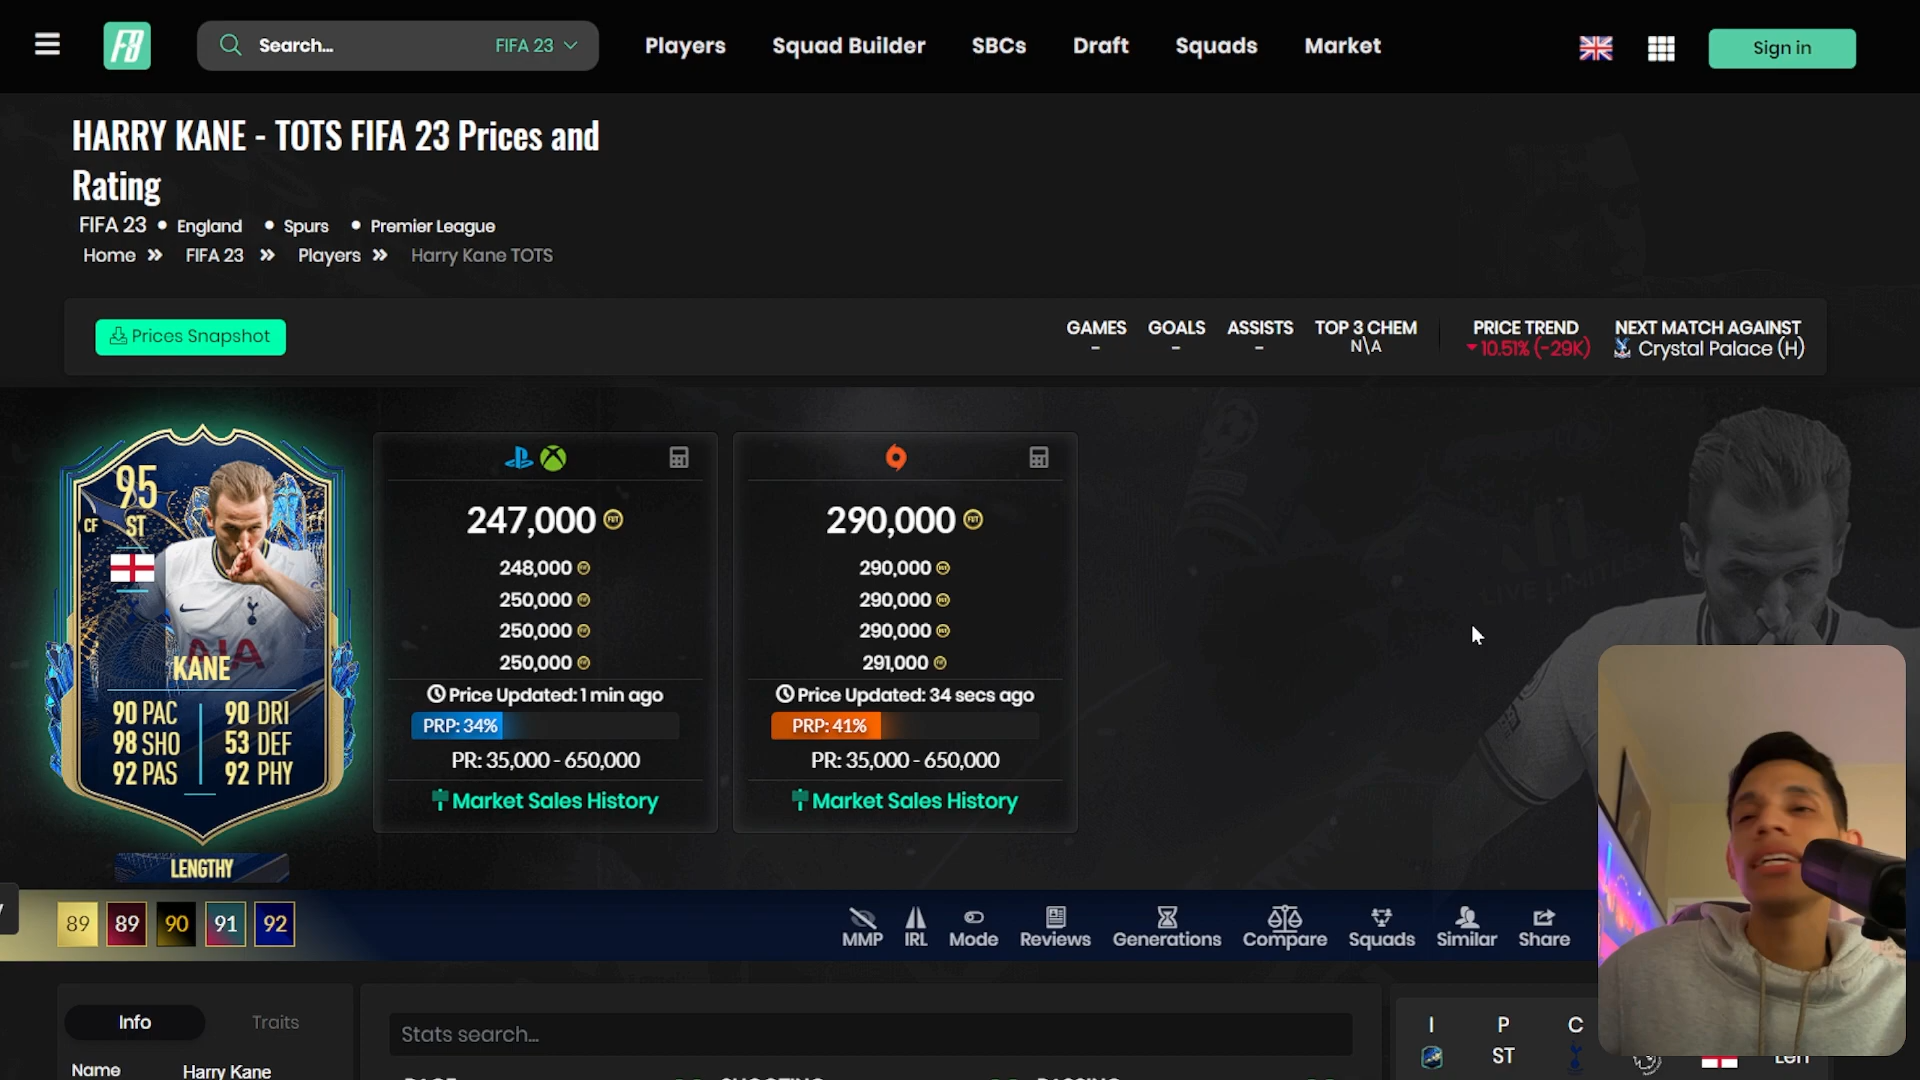 Search...
FIFA 23
Players
Squad Builder
SBCs
Draft
Squads
Market
Sign in
HARRY KANE - TOTS FIFA 23 Prices and
Rating
FIFA 23 • England • Spurs • Premier League
Home » FIFA 23 » Players » Harry Kane TOTS
Prices Snapshot
GAMES
-
GOALS
-
ASSISTS
-
TOP 3 CHEM
N\A
PRICE TREND
10.51% (-29K)
NEXT MATCH AGAINST
Crystal Palace (H)
95
CF
ST
AIA
KANE
90 PAC
98 SHO
92 PAS
90 DRI
53 DEF
92 PHY
LENGTHY
247,000
248,000
250,000
250,000
250,000
Price Updated: 1 min ago
PRP: 34%
PR: 35,000 - 650,000
Market Sales History
290,000
290,000
290,000
290,000
291,000
Price Updated: 34 secs ago
PRP: 41%
PR: 35,000 - 650,000
Market Sales History
89
89
90
91
92
MMP
IRL
Mode
Reviews
Generations
Compare
Squads
Similar
Share
Info
Traits
Name
Harry Kane
Stats search...
I
P
C
ST